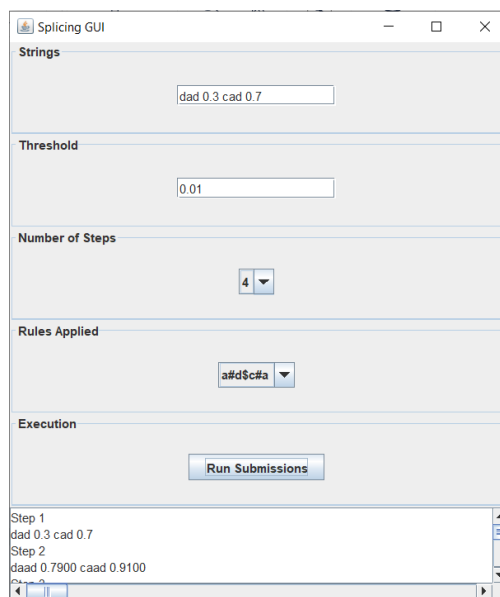 Splicing GUI
Strings
dad 0.3 cad 0.7
Threshold
0.01
Number of Steps
4
Rules Applied
a#d$c#a
Execution
Run Submissions
Step 1
dad 0.3 cad 0.7
Step 2
daad 0.7900 caad 0.9100